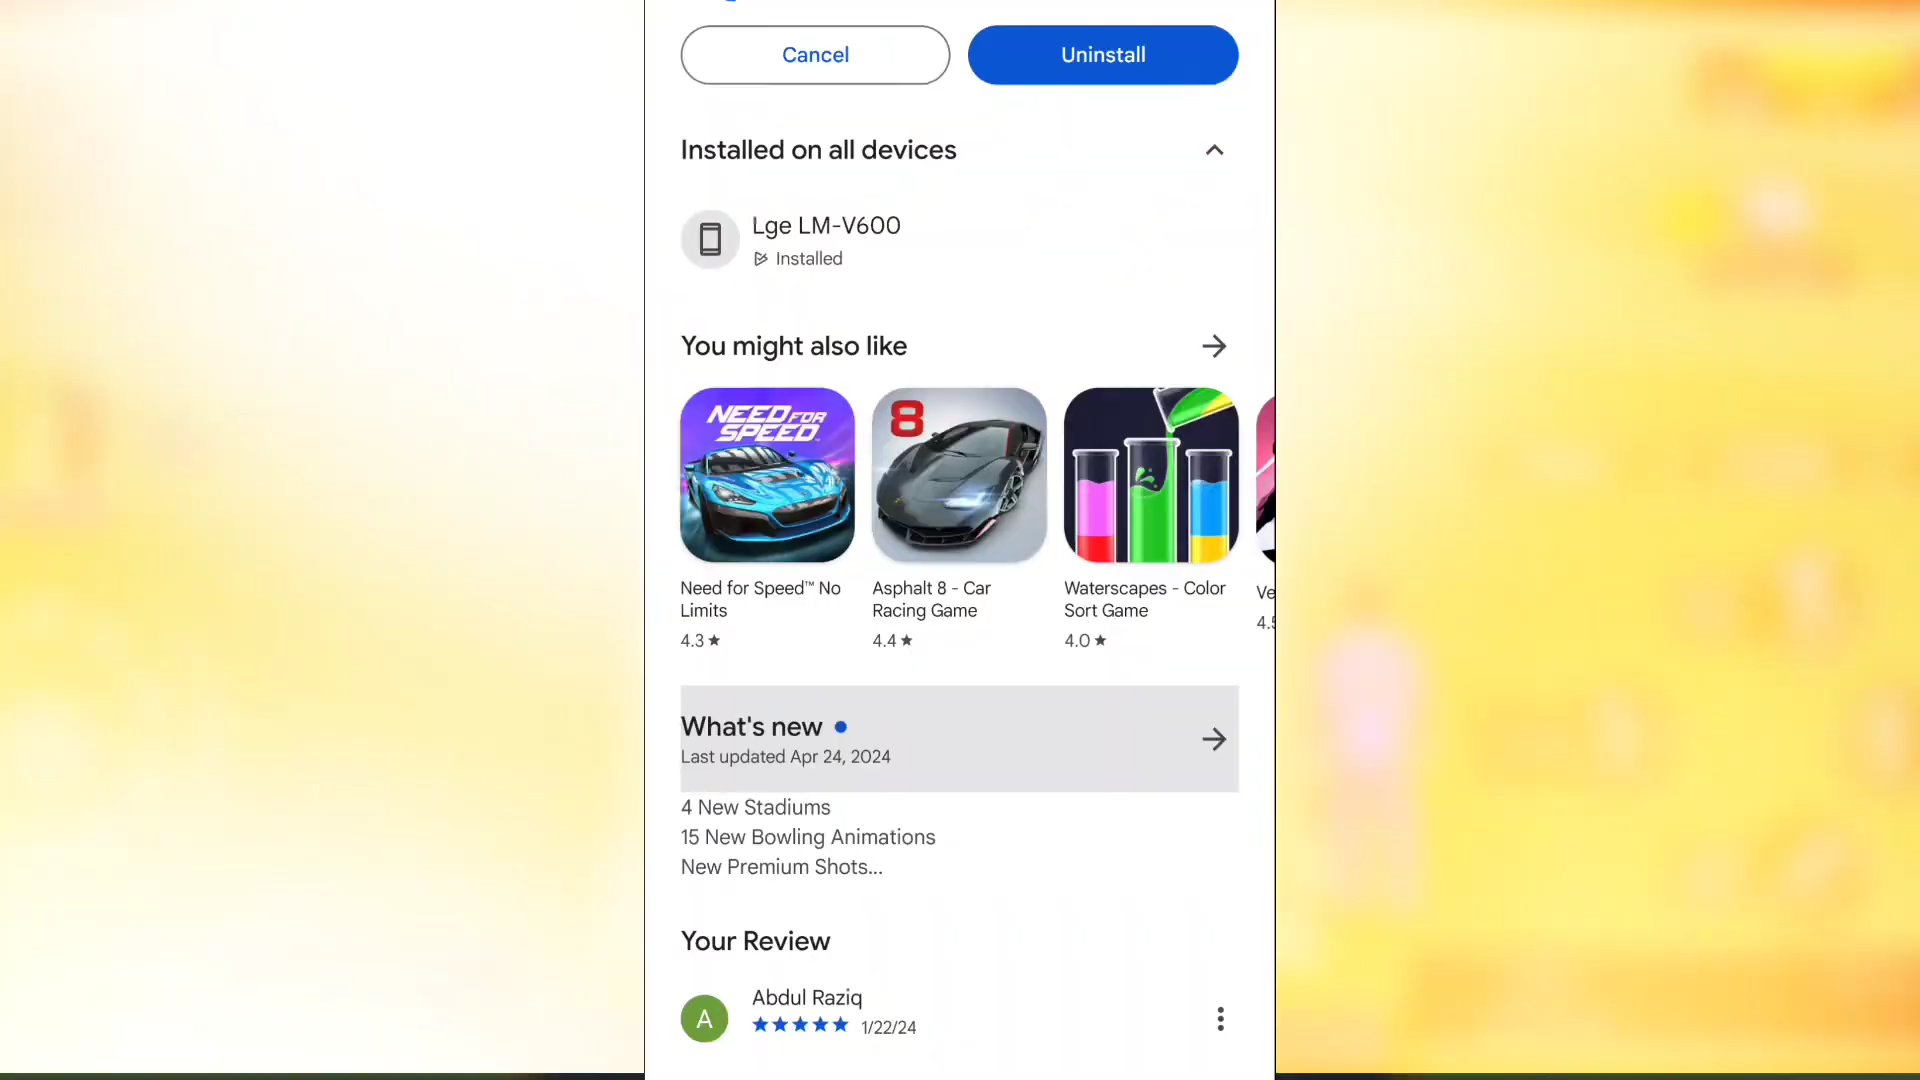 Cancel
Uninstall
Installed on all devices
Lge LM-V600
Installed
You might also like
NEED FOR
SPEED
8
Need for Speed™ No
Limits
4.3★
Asphalt 8 - Car
Racing Game
4.4★
Waterscapes - Color
Sort Game
4.0★
Ve
4.5
What's new
Last updated Apr 24, 2024
4 New Stadiums
15 New Bowling Animations
New Premium Shots...
Your Review
A
Abdul Raziq
★★★★★ 1/22/24